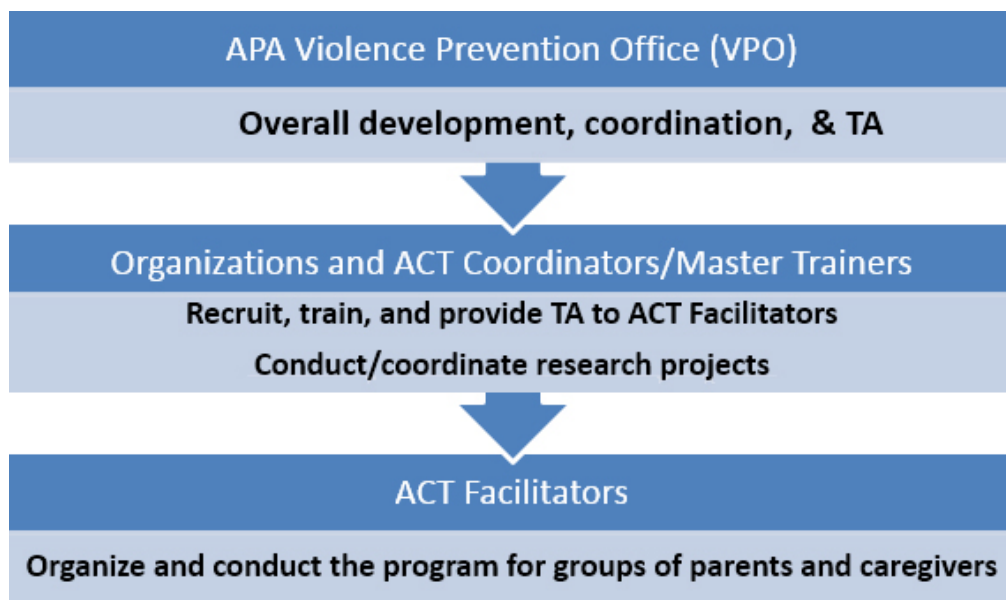 APA Violence Prevention Office (VPO)
Overall development, coordination, & TA
Organizations and ACT Coordinators/Master Trainers
Recruit, train, and provide TA to ACT Facilitators
Conduct/coordinate research projects
ACT Facilitators
Organize and conduct the program for groups of parents and caregivers